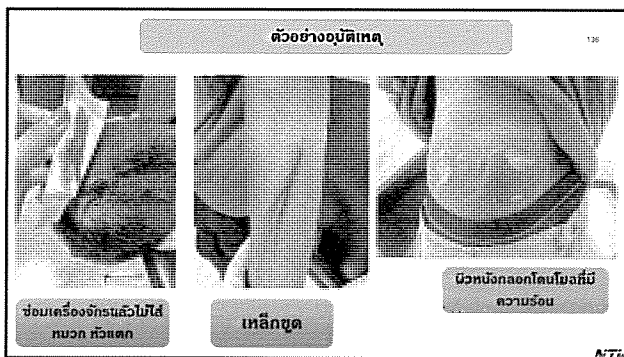 ตัวอย่างอุบัติเหตุ
136
ซ่อมเครื่องจักรแล้วไม่ใส่
หมวก หัวแตก
เหล็กขูด
ผิวหนังถลอกโดนโมลที่มี
ความร้อน